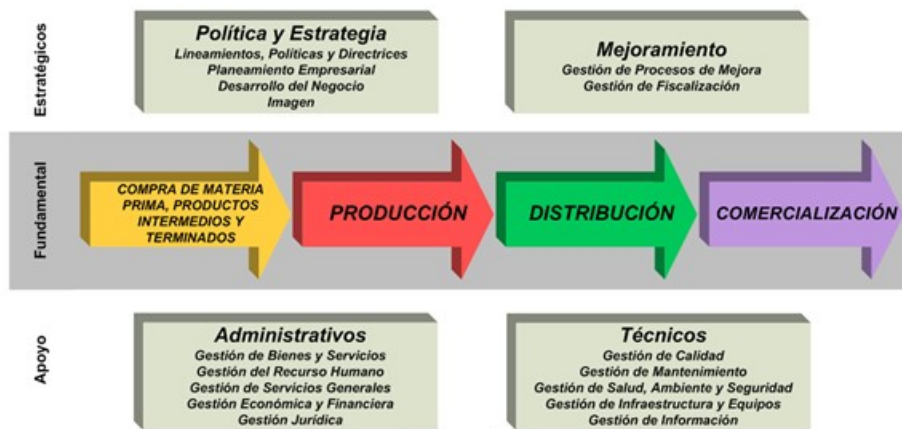 Estratégicos
Política y Estrategia
Lineamientos, Políticas y Directrices
Planeamiento Empresarial
Desarrollo del Negocio
Imagen
Mejoramiento
Gestión de Procesos de Mejora
Gestión de Fiscalización
Fundamental
COMPRA DE MATERIA
PRIMA, PRODUCTOS
INTERMEDIOS Y
TERMINADOS
PRODUCCIÓN
DISTRIBUCIÓN
COMERCIALIZACIÓN
Apoyo
Administrativos
Gestión de Bienes y Servicios
Gestión del Recurso Humano
Gestión de Servicios Generales
Gestión Económica y Financiera
Gestión Jurídica
Técnicos
Gestión de Calidad
Gestión de Mantenimiento
Gestión de Salud, Ambiente y Seguridad
Gestión de Infraestructura y Equipos
Gestión de Información